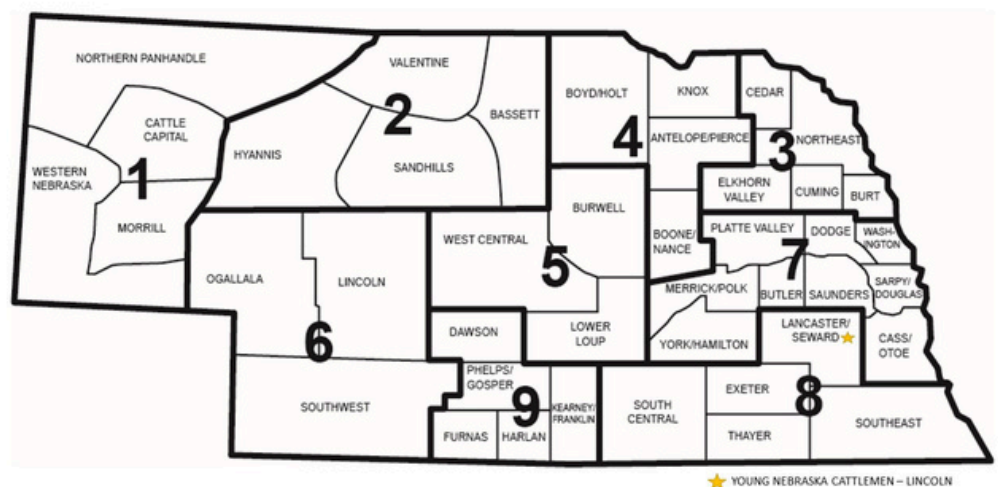 NORTHERN PANHANDLE
CATTLE
CAPITAL
WESTERN
NEBRASKA
1
MORRILL
VALENTINE
2
BASSETT
HYANNIS
SANDHILLS
BOYD/HOLT
KNOX
4
ANTELOPE/PIERCE
BOONE/
NANCE
CEDAR
NORTHEAST
3
ELKHORN
VALLEY
CUMING
BURT
BURWELL
WEST CENTRAL
5
LOWER
LOUP
OGALLALA
LINCOLN
6
SOUTHWEST
PLATTE VALLEY
DODGE
WASH-
INGTON
7
MERRICK/POLK
BUTLER
SAUNDERS
SARPY/
DOUGLAS
YORK/HAMILTON
CASS/
OTOE
DAWSON
PHELPS/
GOSPER
9
KEARNEY/
FRANKLIN
FURNAS
HARLAN
LANCASTER/
SEWARD
SOUTH
CENTRAL
EXETER
8
THAYER
SOUTHEAST
YOUNG NEBRASKA CATTLEMEN – LINCOLN